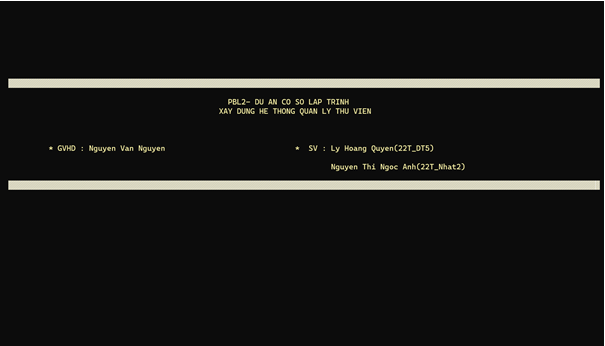 PBL2- DU AN CO SO LAP TRINH
XAY DUNG HE THONG QUAN LY THU VIEN
* GVHD : Nguyen Van Nguyen
* SV : Ly Hoang Quyen(22T_DT5)
Nguyen Thi Ngoc Anh(22T_Nhat2)